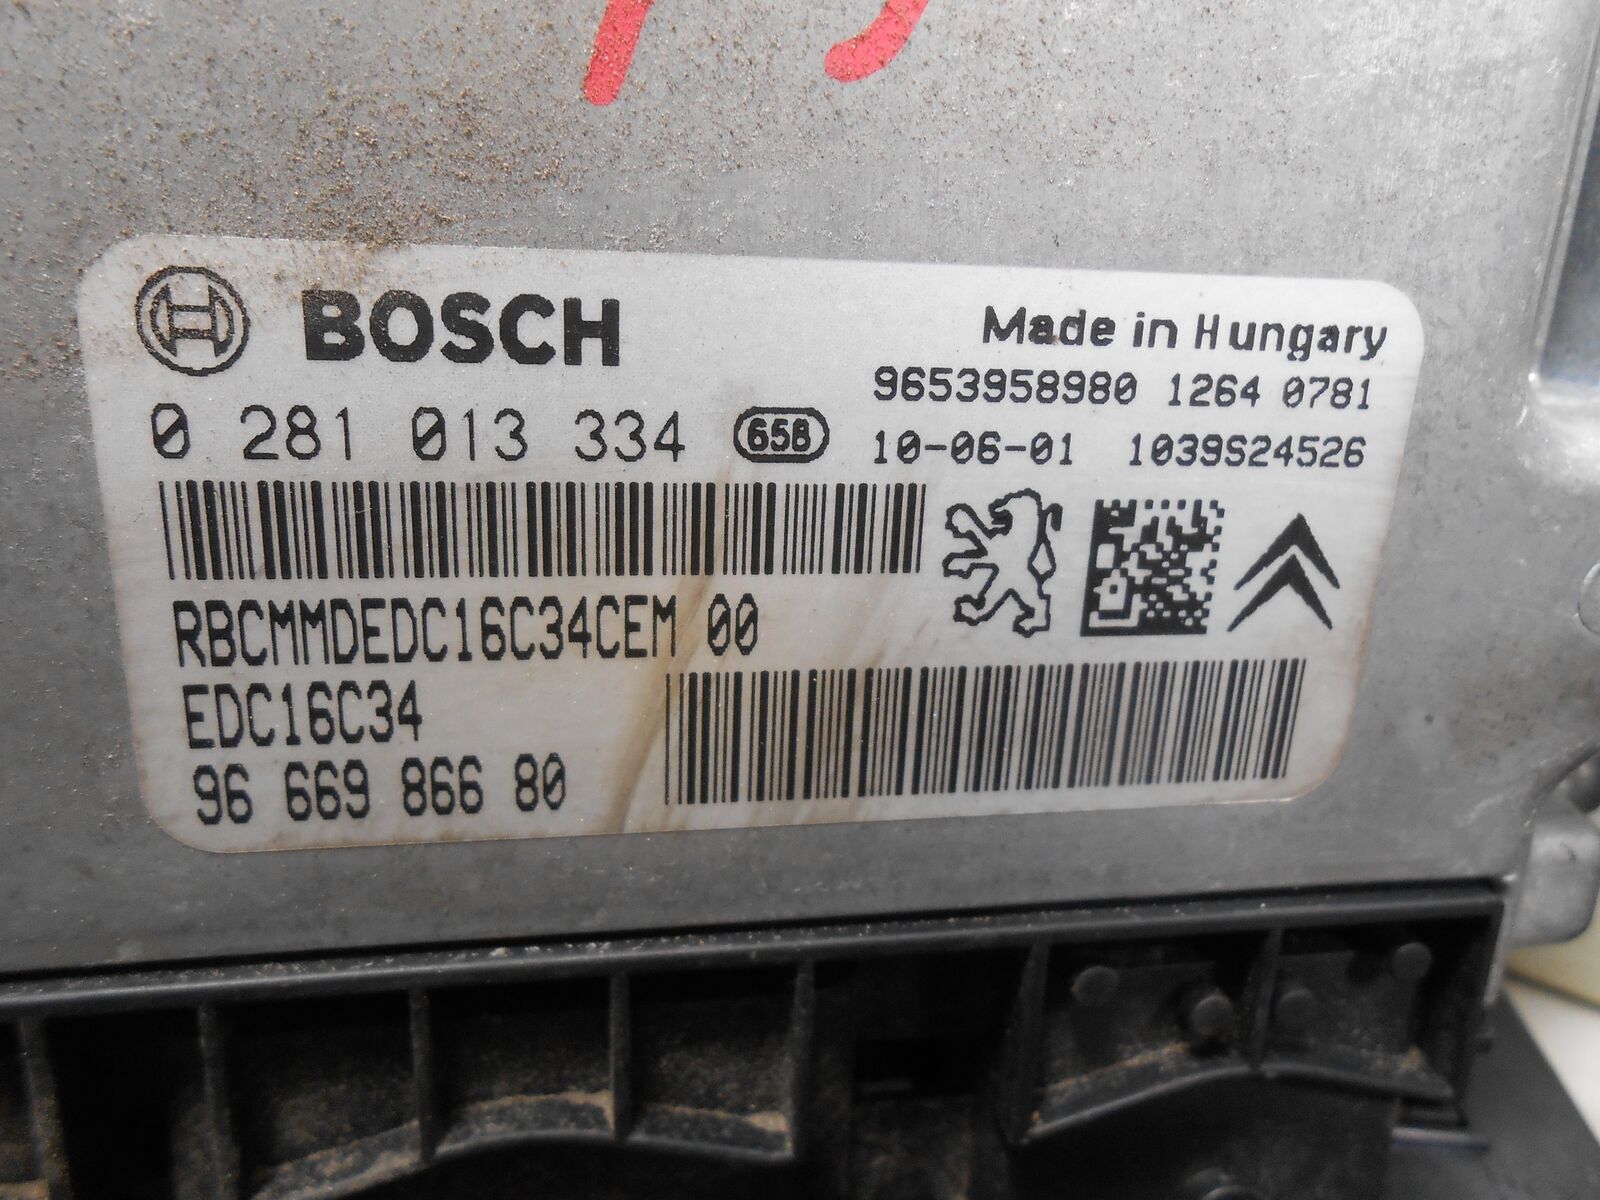 BOSCH
Made in Hungary
9653958980 1264 0781
0 281 013 334 658
10-06-01 1039S24526
RBCMMDEDC16C34CEM 00
EDC16C34
96 669 866 80